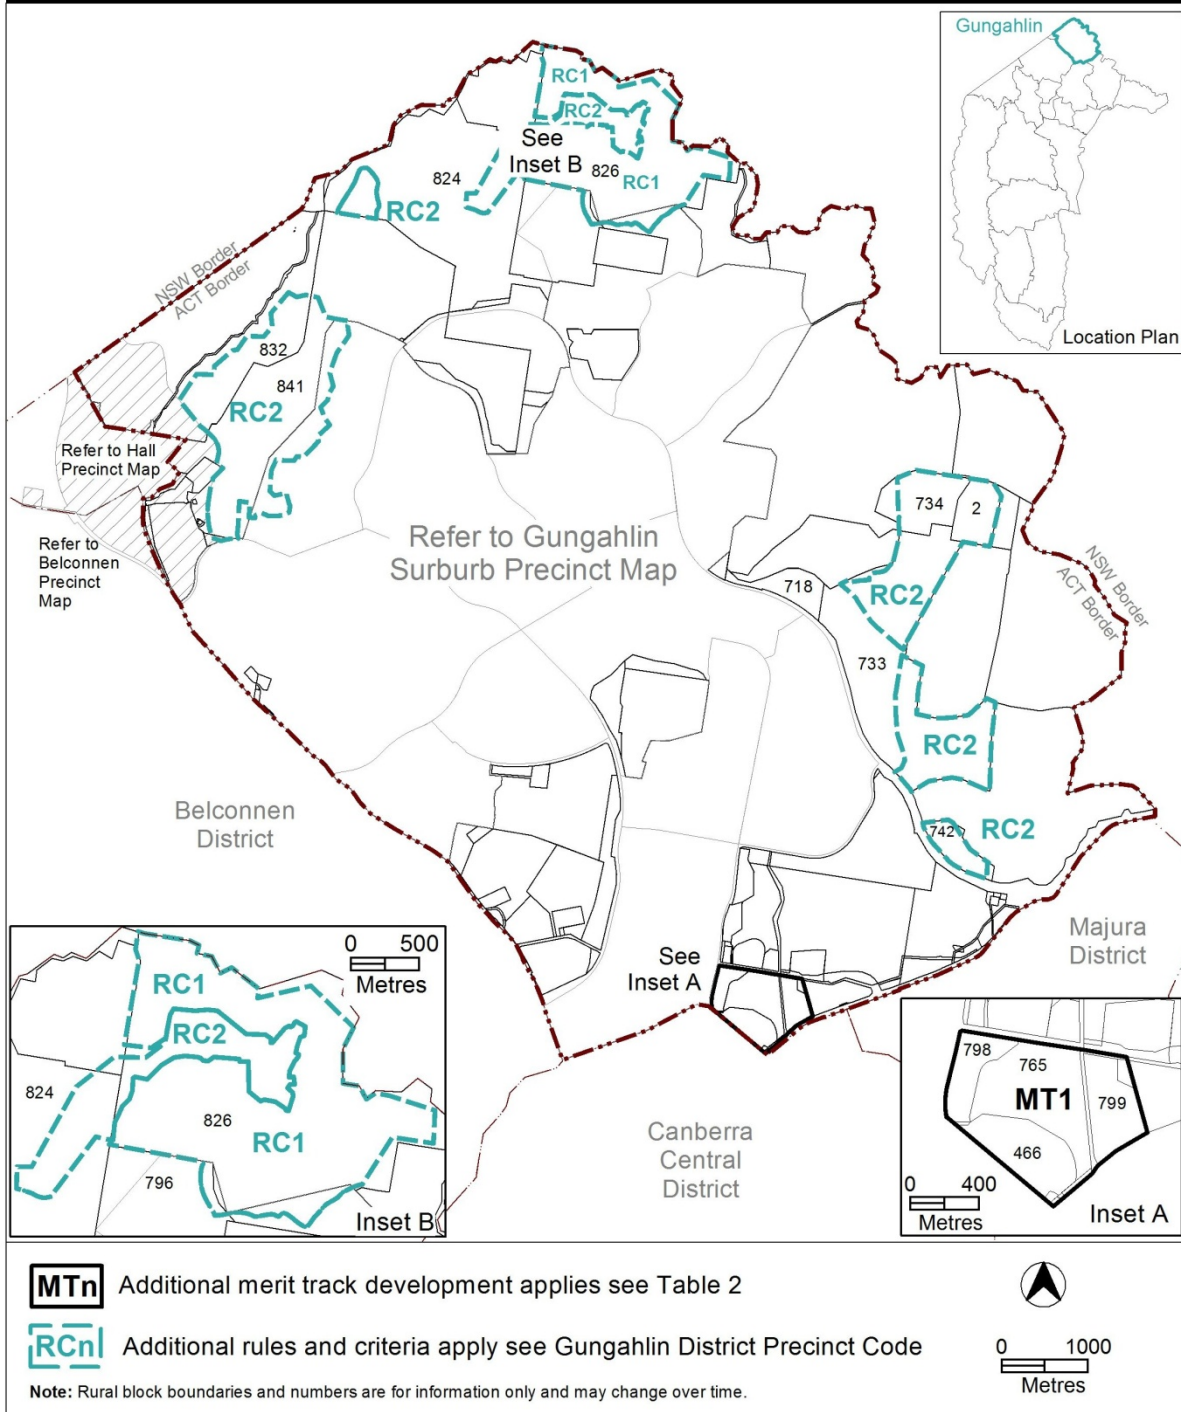 Gungahlin
Location Plan
RC1
RC2
See
Inset B
826
RC1
824
RC2
NSW Border
ACT Border
832
841
RC2
Refer to Hall
Precinct Map
Refer to
Belconnen
Precinct
Map
Refer to Gungahlin
Surburb Precinct Map
734
2
718
RC2
733
NSW Border
ACT Border
RC2
742
RC2
Belconnen
District
See
Inset A
Majura
District
Canberra
Central
District
0 500
Metres
RC1
RC2
824
826
RC1
796
Inset B
798
765
MT1
799
466
0 400
Metres
Inset A
MTn Additional merit track development applies see Table 2
RCn Additional rules and criteria apply see Gungahlin District Precinct Code
0 1000
Metres
Note: Rural block boundaries and numbers are for information only and may change over time.